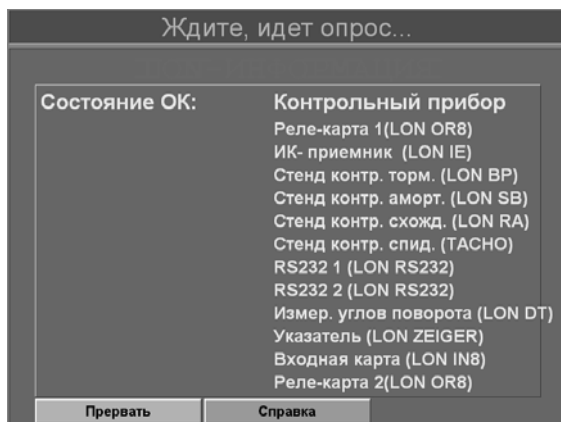 Ждите, идет опрос...
Состояние ОК: Контрольный прибор
Реле-карта 1(LON OR8)
ИК- приемник (LON IE)
Стенд контр. торм. (LON BP)
Стенд контр. аморт. (LON SB)
Стенд контр. схожд. (LON RA)
Стенд контр. спид. (TACHO)
RS232 1 (LON RS232)
RS232 2 (LON RS232)
Измер. углов поворота (LON DT)
Указатель (LON ZEIGER)
Входная карта (LON IN8)
Реле-карта 2(LON OR8)
Прервать Справка